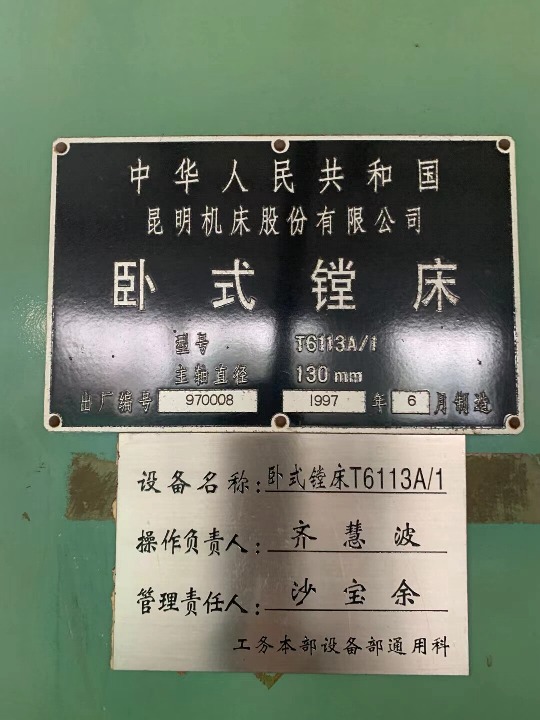 中华人民共和国
昆明机床股份有限公司
卧式镗床
型号 T6113A/1
主轴直径 130mm
出厂编号 970008 1997 年 6 月制造
设备名称:卧式镗床T6113A/1
操作负责人:齐慧波
管理责任人:沙宝余
工务本部设备部通用科